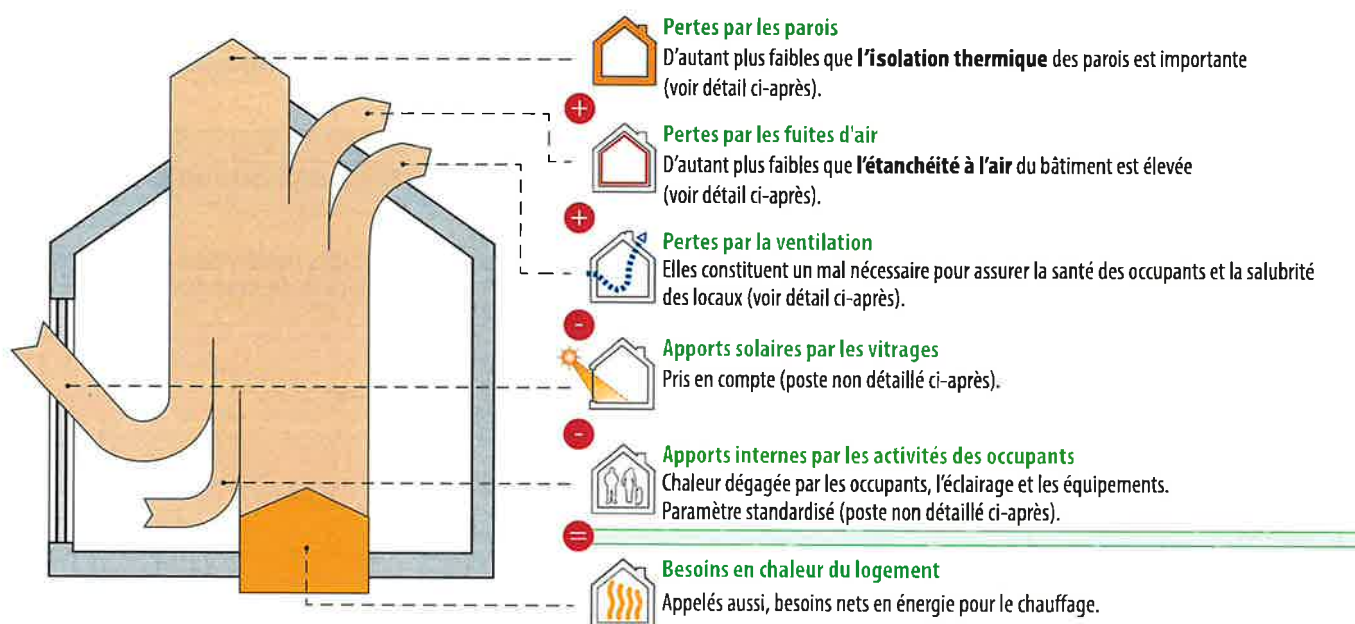 Pertes par les parois
D'autant plus faibles que l'isolation thermique des parois est importante
(voir détail ci-après).
+
Pertes par les fuites d'air
D'autant plus faibles que l'étanchéité à l'air du bâtiment est élevée
(voir détail ci-après).
+
Pertes par la ventilation
Elles constituent un mal nécessaire pour assurer la santé des occupants et la salubrité
des locaux (voir détail ci-après).
-
Apports solaires par les vitrages
Pris en compte (poste non détaillé ci-après).
-
Apports internes par les activités des occupants
Chaleur dégagée par les occupants, l'éclairage et les équipements.
Paramètre standardisé (poste non détaillé ci-après).
=
Besoins en chaleur du logement
Appelés aussi, besoins nets en énergie pour le chauffage.